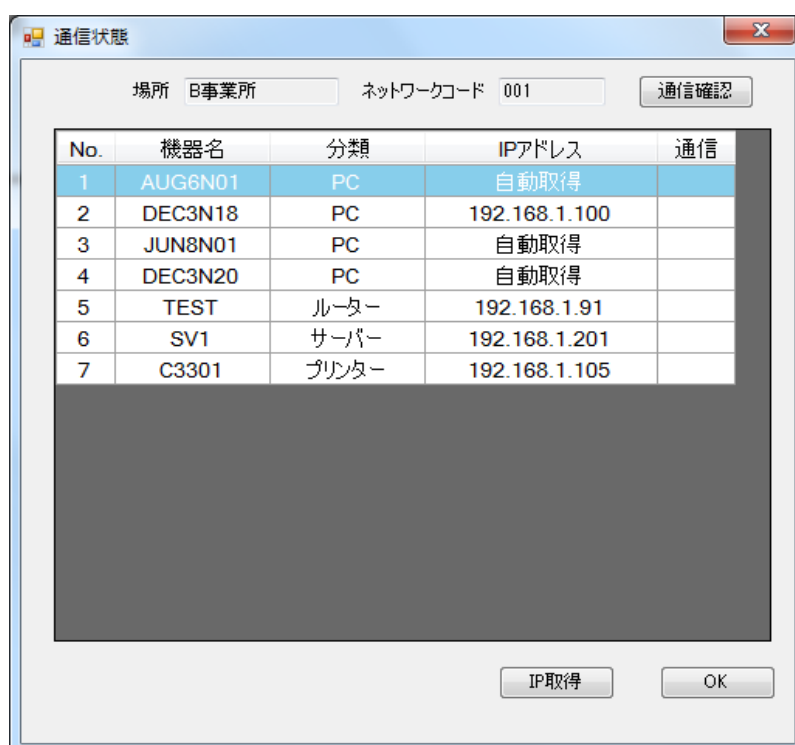 通信状態
場所 B事業所 ネットワークコード 001 通信確認
No. 機器名 分類 IPアドレス 通信
1 AUG6N01 PC 自動取得
2 DEC3N18 PC 192.168.1.100
3 JUN8N01 PC 自動取得
4 DEC3N20 PC 自動取得
5 TEST ルーター 192.168.1.91
6 SV1 サーバー 192.168.1.201
7 C3301 プリンター 192.168.1.105
IP取得 OK